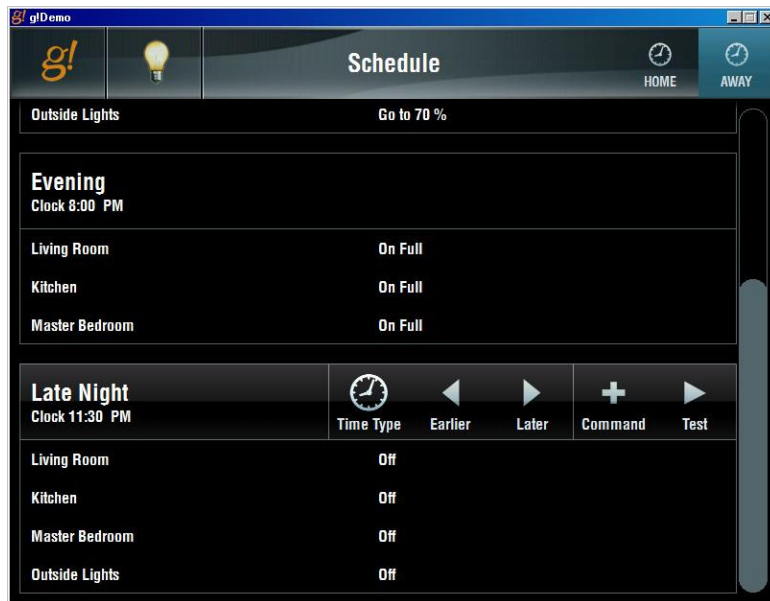 g! g!Demo
g!
Schedule
HOME
AWAY
Outside Lights Go to 70 %
Evening
Clock 8:00 PM
Living Room On Full
Kitchen On Full
Master Bedroom On Full
Late Night
Clock 11:30 PM
Time Type Earlier Later Command Test
Living Room Off
Kitchen Off
Master Bedroom Off
Outside Lights Off